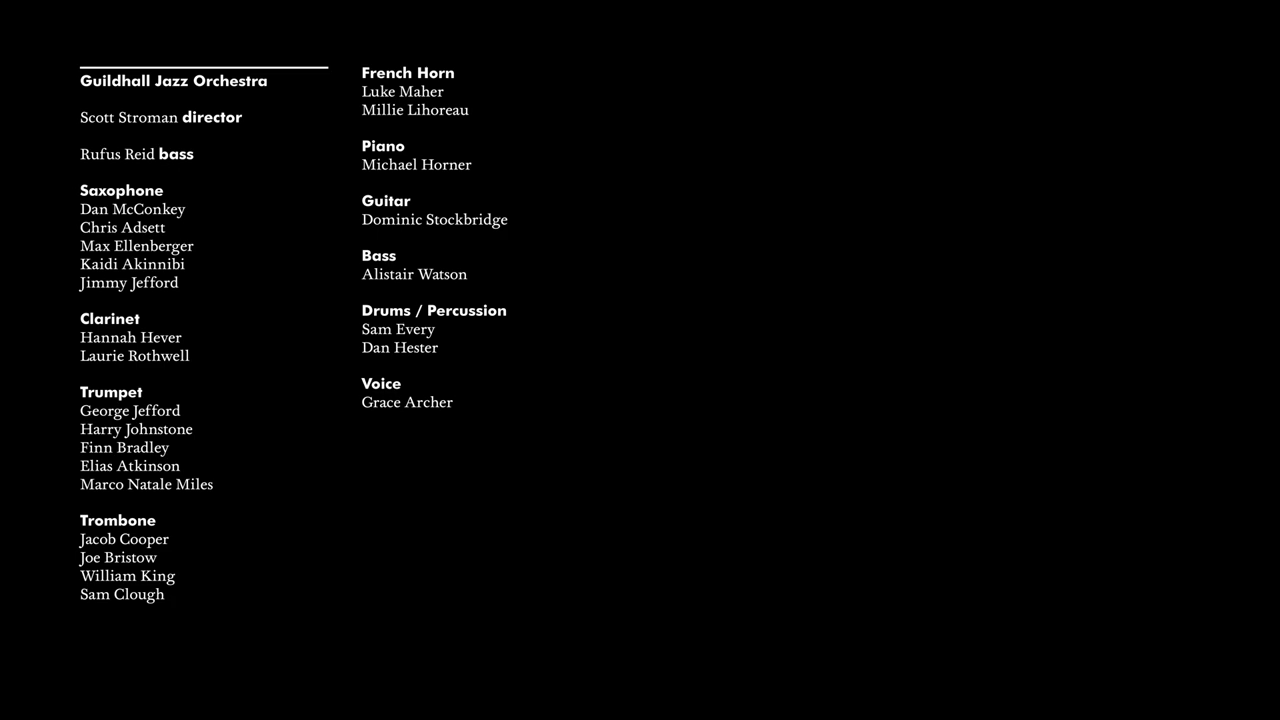 Guildhall Jazz Orchestra
Scott Stroman director
Rufus Reid bass
Saxophone
Dan McConkey
Chris Adsett
Max Ellenberger
Kaidi Akinnibi
Jimmy Jefford
Clarinet
Hannah Hever
Laurie Rothwell
Trumpet
George Jefford
Harry Johnstone
Finn Bradley
Elias Atkinson
Marco Natale Miles
Trombone
Jacob Cooper
Joe Bristow
William King
Sam Clough
French Horn
Luke Maher
Millie Lihoreau
Piano
Michael Horner
Guitar
Dominic Stockbridge
Bass
Alistair Watson
Drums / Percussion
Sam Every
Dan Hester
Voice
Grace Archer